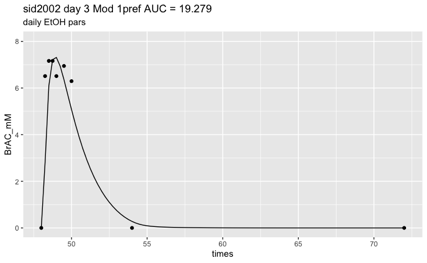 sid2002 day 3 Mod 1pref AUC = 19.279
daily EtOH pars
BrAC_mM
8
6
4
2
0
50
55
60
65
70
times